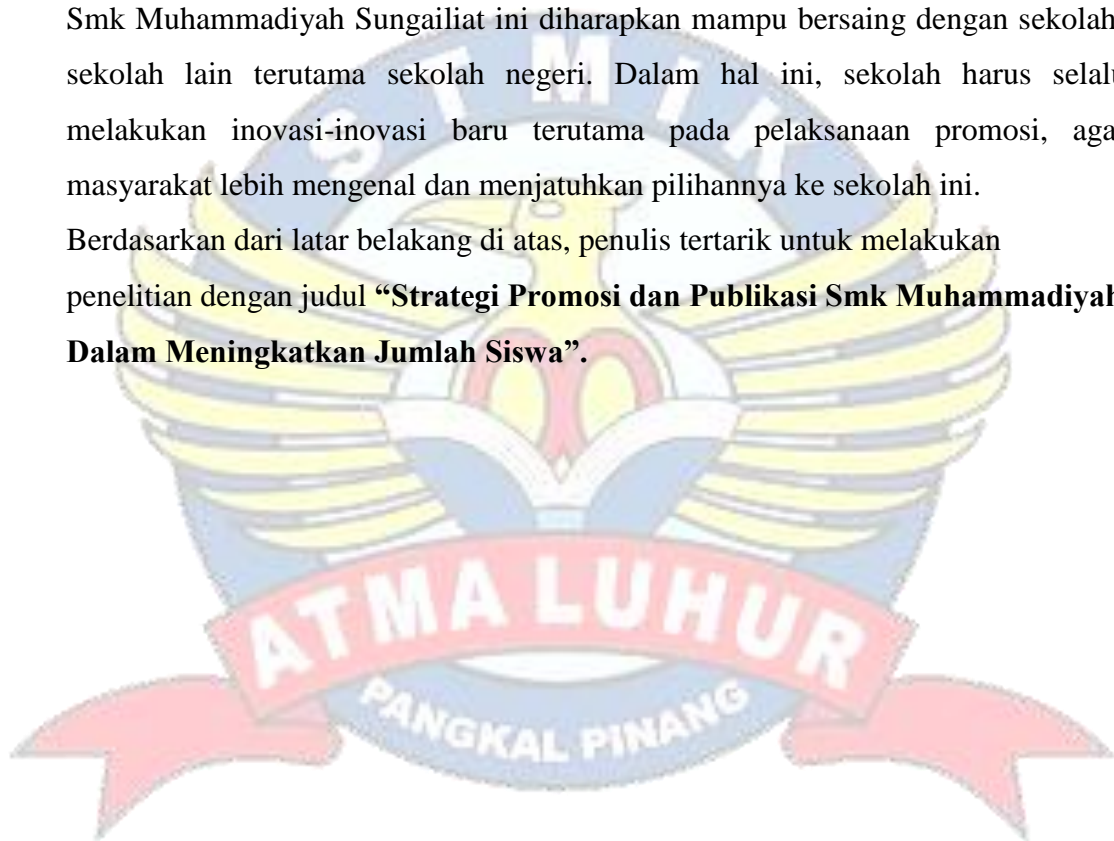 Smk Muhammadiyah Sungailiat ini diharapkan mampu bersaing dengan sekolah
sekolah lain terutama sekolah negeri. Dalam hal ini, sekolah harus selalu
melakukan inovasi-inovasi baru terutama pada pelaksanaan promosi, aga
masyarakat lebih mengenal dan menjatuhkan pilihannya ke sekolah ini.
Berdasarkan dari latar belakang di atas, penulis tertarik untuk melakukan
penelitian dengan judul “Strategi Promosi dan Publikasi Smk Muhammadiyah
Dalam Meningkatkan Jumlah Siswa”.
STMIK
ATMA LUHUR
PANGKAL PINANG